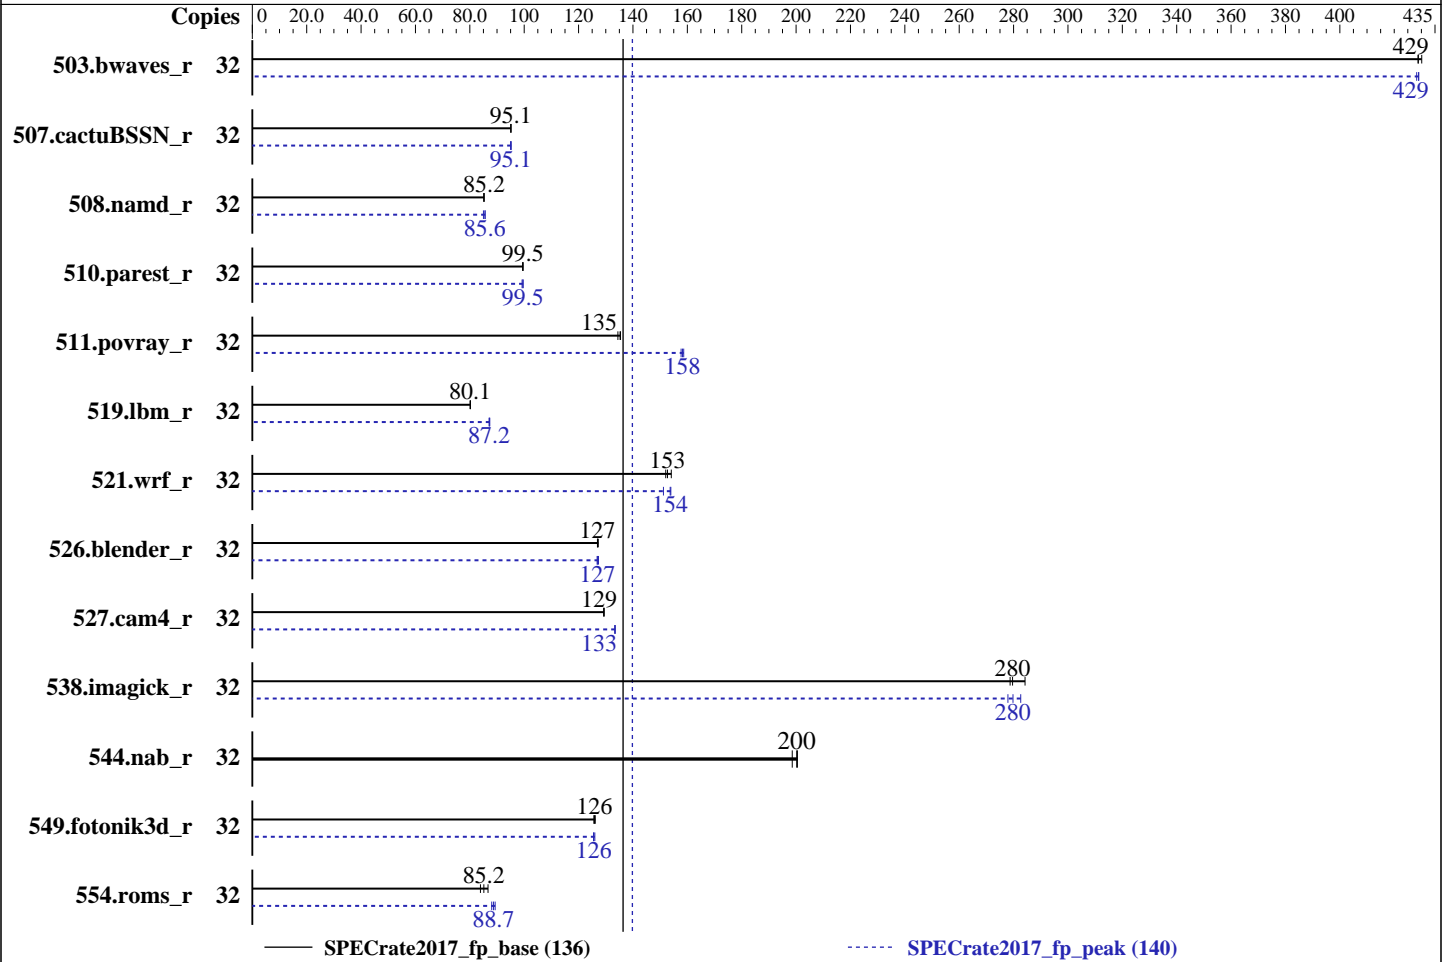 Copies 0 20.0 40.0 60.0 80.0 100 120 140 160 180 200 220 240 260 280 300 320 340 360 380 400 435
503.bwaves_r 32 429
429
507.cactuBSSN_r 32 95.1
95.1
508.namd_r 32 85.2
85.6
510.parest_r 32 99.5
99.5
511.povray_r 32 135
158
519.lbm_r 32 80.1
87.2
521.wrf_r 32 153
154
526.blender_r 32 127
127
527.cam4_r 32 129
133
538.imagick_r 32 280
280
544.nab_r 32 200
549.fotonik3d_r 32 126
126
554.roms_r 32 85.2
88.7
SPECrate2017_fp_base (136) SPECrate2017_fp_peak (140)